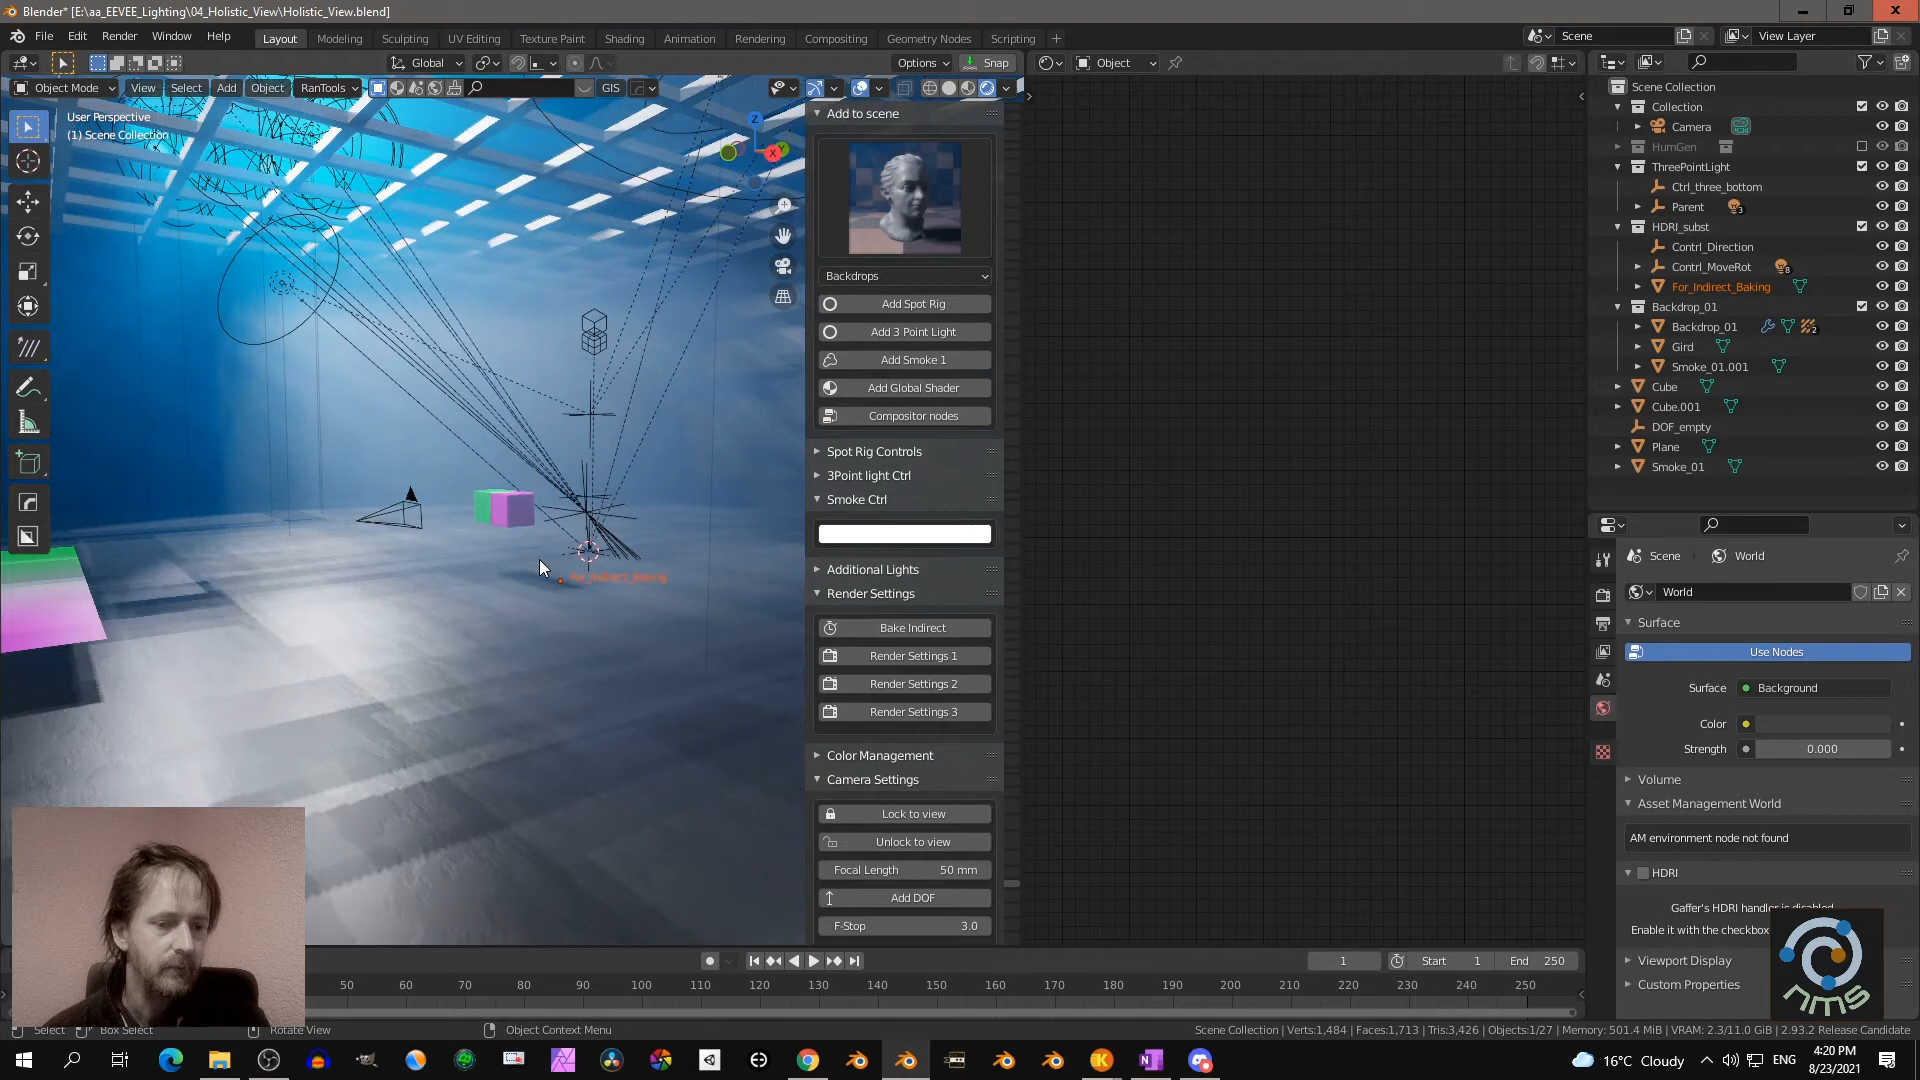 Blender* [E:\aa_EEVEE_Lighting\04_Holistic_View\Holistic_View.blend]
File Edit Render Window Help
Layout Modeling Sculpting UV Editing Texture Paint Shading Animation Rendering Compositing Geometry Nodes Scripting +
Scene
View Layer
Global
Options
Snap
Object
Object Mode View Select Add Object RanTools
GIS
User Perspective
(1) Scene Collection
Z
X
Y
For_Indirect_Baking
Add to scene
Backdrops
Add Spot Rig
Add 3 Point Light
Add Smoke 1
Add Global Shader
Compositor nodes
Spot Rig Controls
3Point light Ctrl
Smoke Ctrl
Additional Lights
Render Settings
Bake Indirect
Render Settings 1
Render Settings 2
Render Settings 3
Color Management
Camera Settings
Lock to view
Unlock to view
Focal Length 50 mm
Add DOF
F-Stop 3.0
Scene Collection
Collection
Camera
HumGen
ThreePointLight
Ctrl_three_bottom
Parent 3
HDRI_subst
Contrl_Direction
Contrl_MoveRot 8
For_Indirect_Baking
Backdrop_01
Backdrop_01 2
Gird
Smoke_01.001
Cube
Cube.001
DOF_empty
Plane
Smoke_01
Scene World
World
Surface
Use Nodes
Surface Background
Color
Strength 0.000
Volume
Asset Management World
AM environment node not found
HDRI
Gaffer's HDRI handler is disabled
Enable it with the checkbox
Viewport Display
Custom Properties
nms
1 Start 1 End 250
50 60 70 80 90 100 110 120 130 140 150 160 170 180 190 200 210 220 230 240 250
Select Box Select Rotate View Object Context Menu
Scene Collection | Verts:1,484 | Faces:1,713 | Tris:3,426 | Objects:1/27 | Memory: 501.4 MiB | VRAM: 2.3/11.0 GiB | 2.93.2 Release Candidate
16°C Cloudy
ENG
4:20 PM
8/23/2021